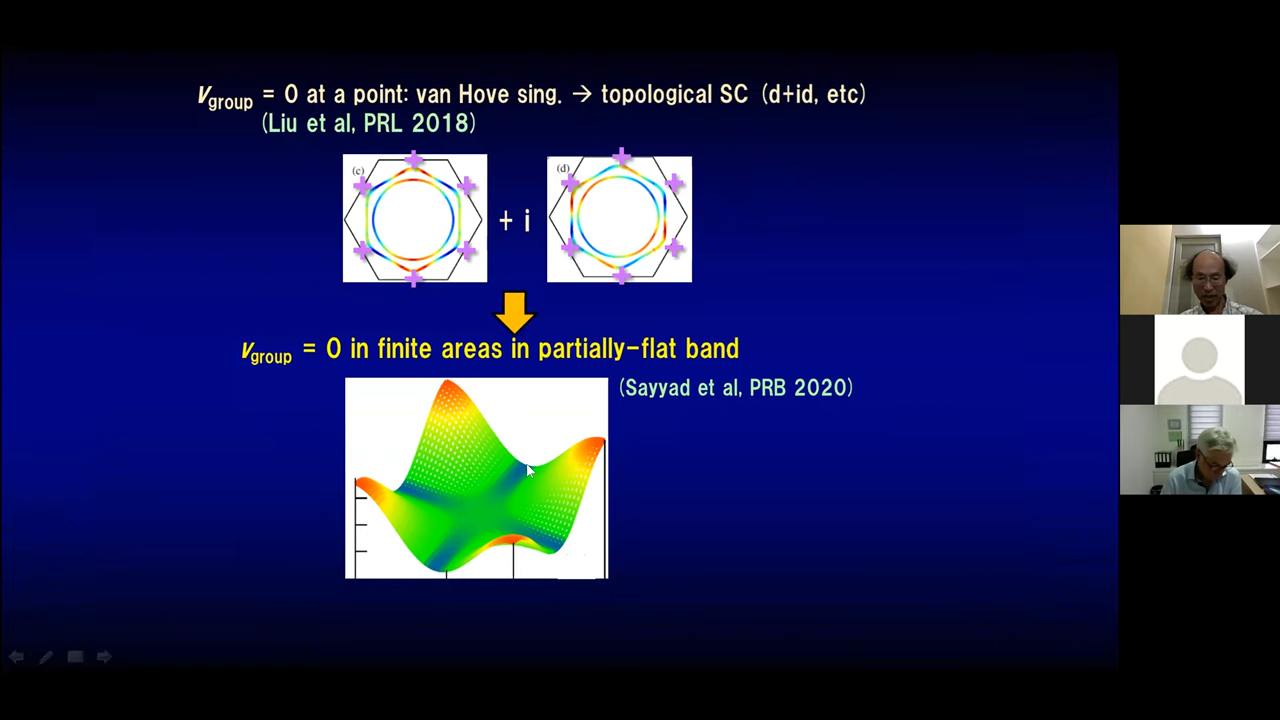 vgroup = 0 at a point: van Hove sing. → topological SC (d+id, etc)
(Liu et al, PRL 2018)
(c)
+ i
(d)
vgroup = 0 in finite areas in partially-flat band
(Sayyad et al, PRB 2020)